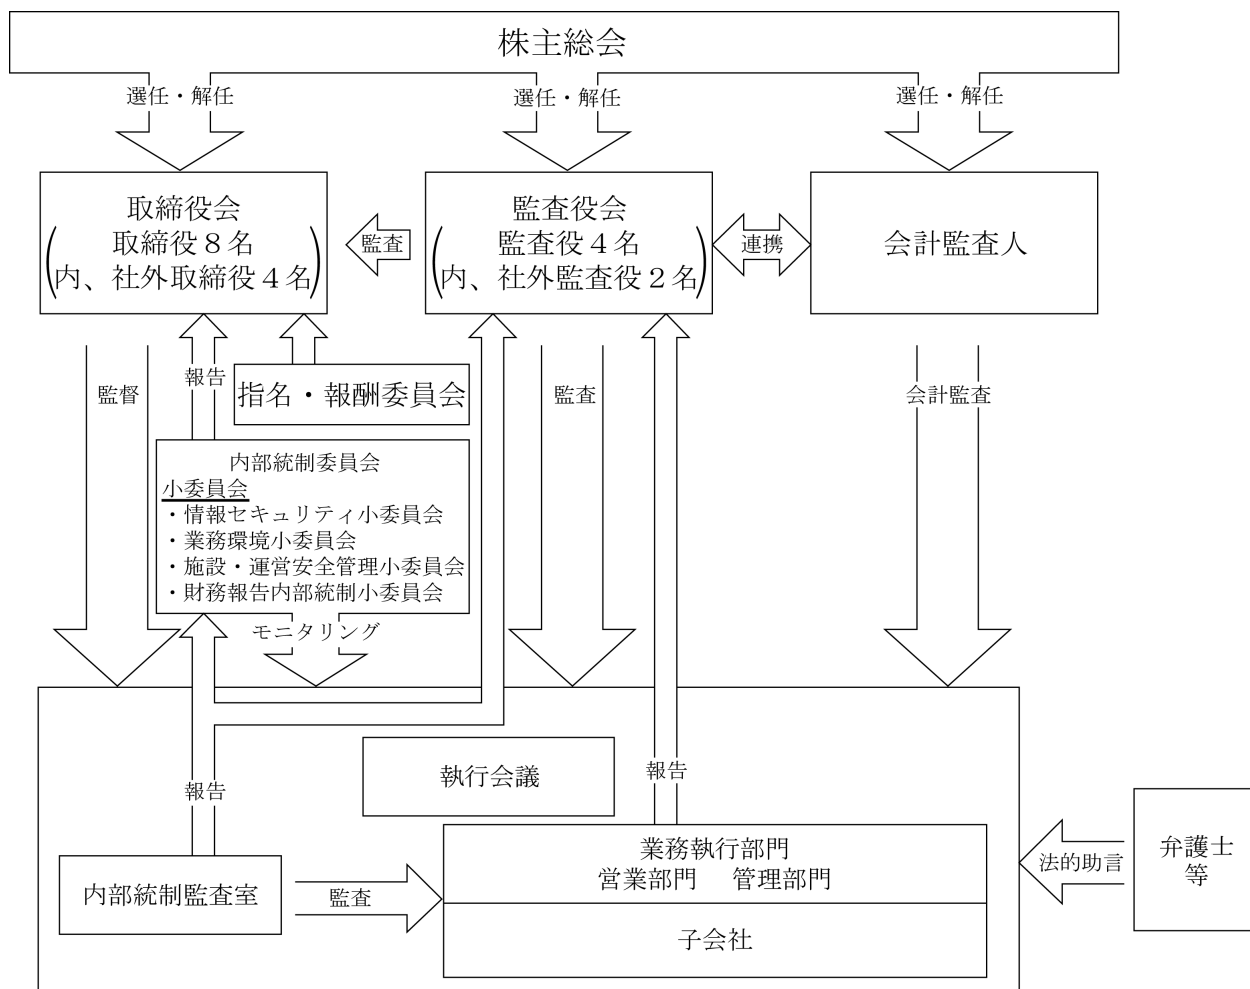 株主総会
選任・解任
選任・解任
選任・解任
取締役会
取締役８名
内、社外取締役４名
監査
監査役会
監査役４名
内、社外監査役２名
連携
会計監査人
監督
報告
指名・報酬委員会
監査
会計監査
内部統制委員会
小委員会
・情報セキュリティ小委員会
・業務環境小委員会
・施設・運営安全管理小委員会
・財務報告内部統制小委員会
モニタリング
執行会議
報告
報告
業務執行部門
営業部門　管理部門
子会社
内部統制監査室
監査
法的助言
弁護士
等